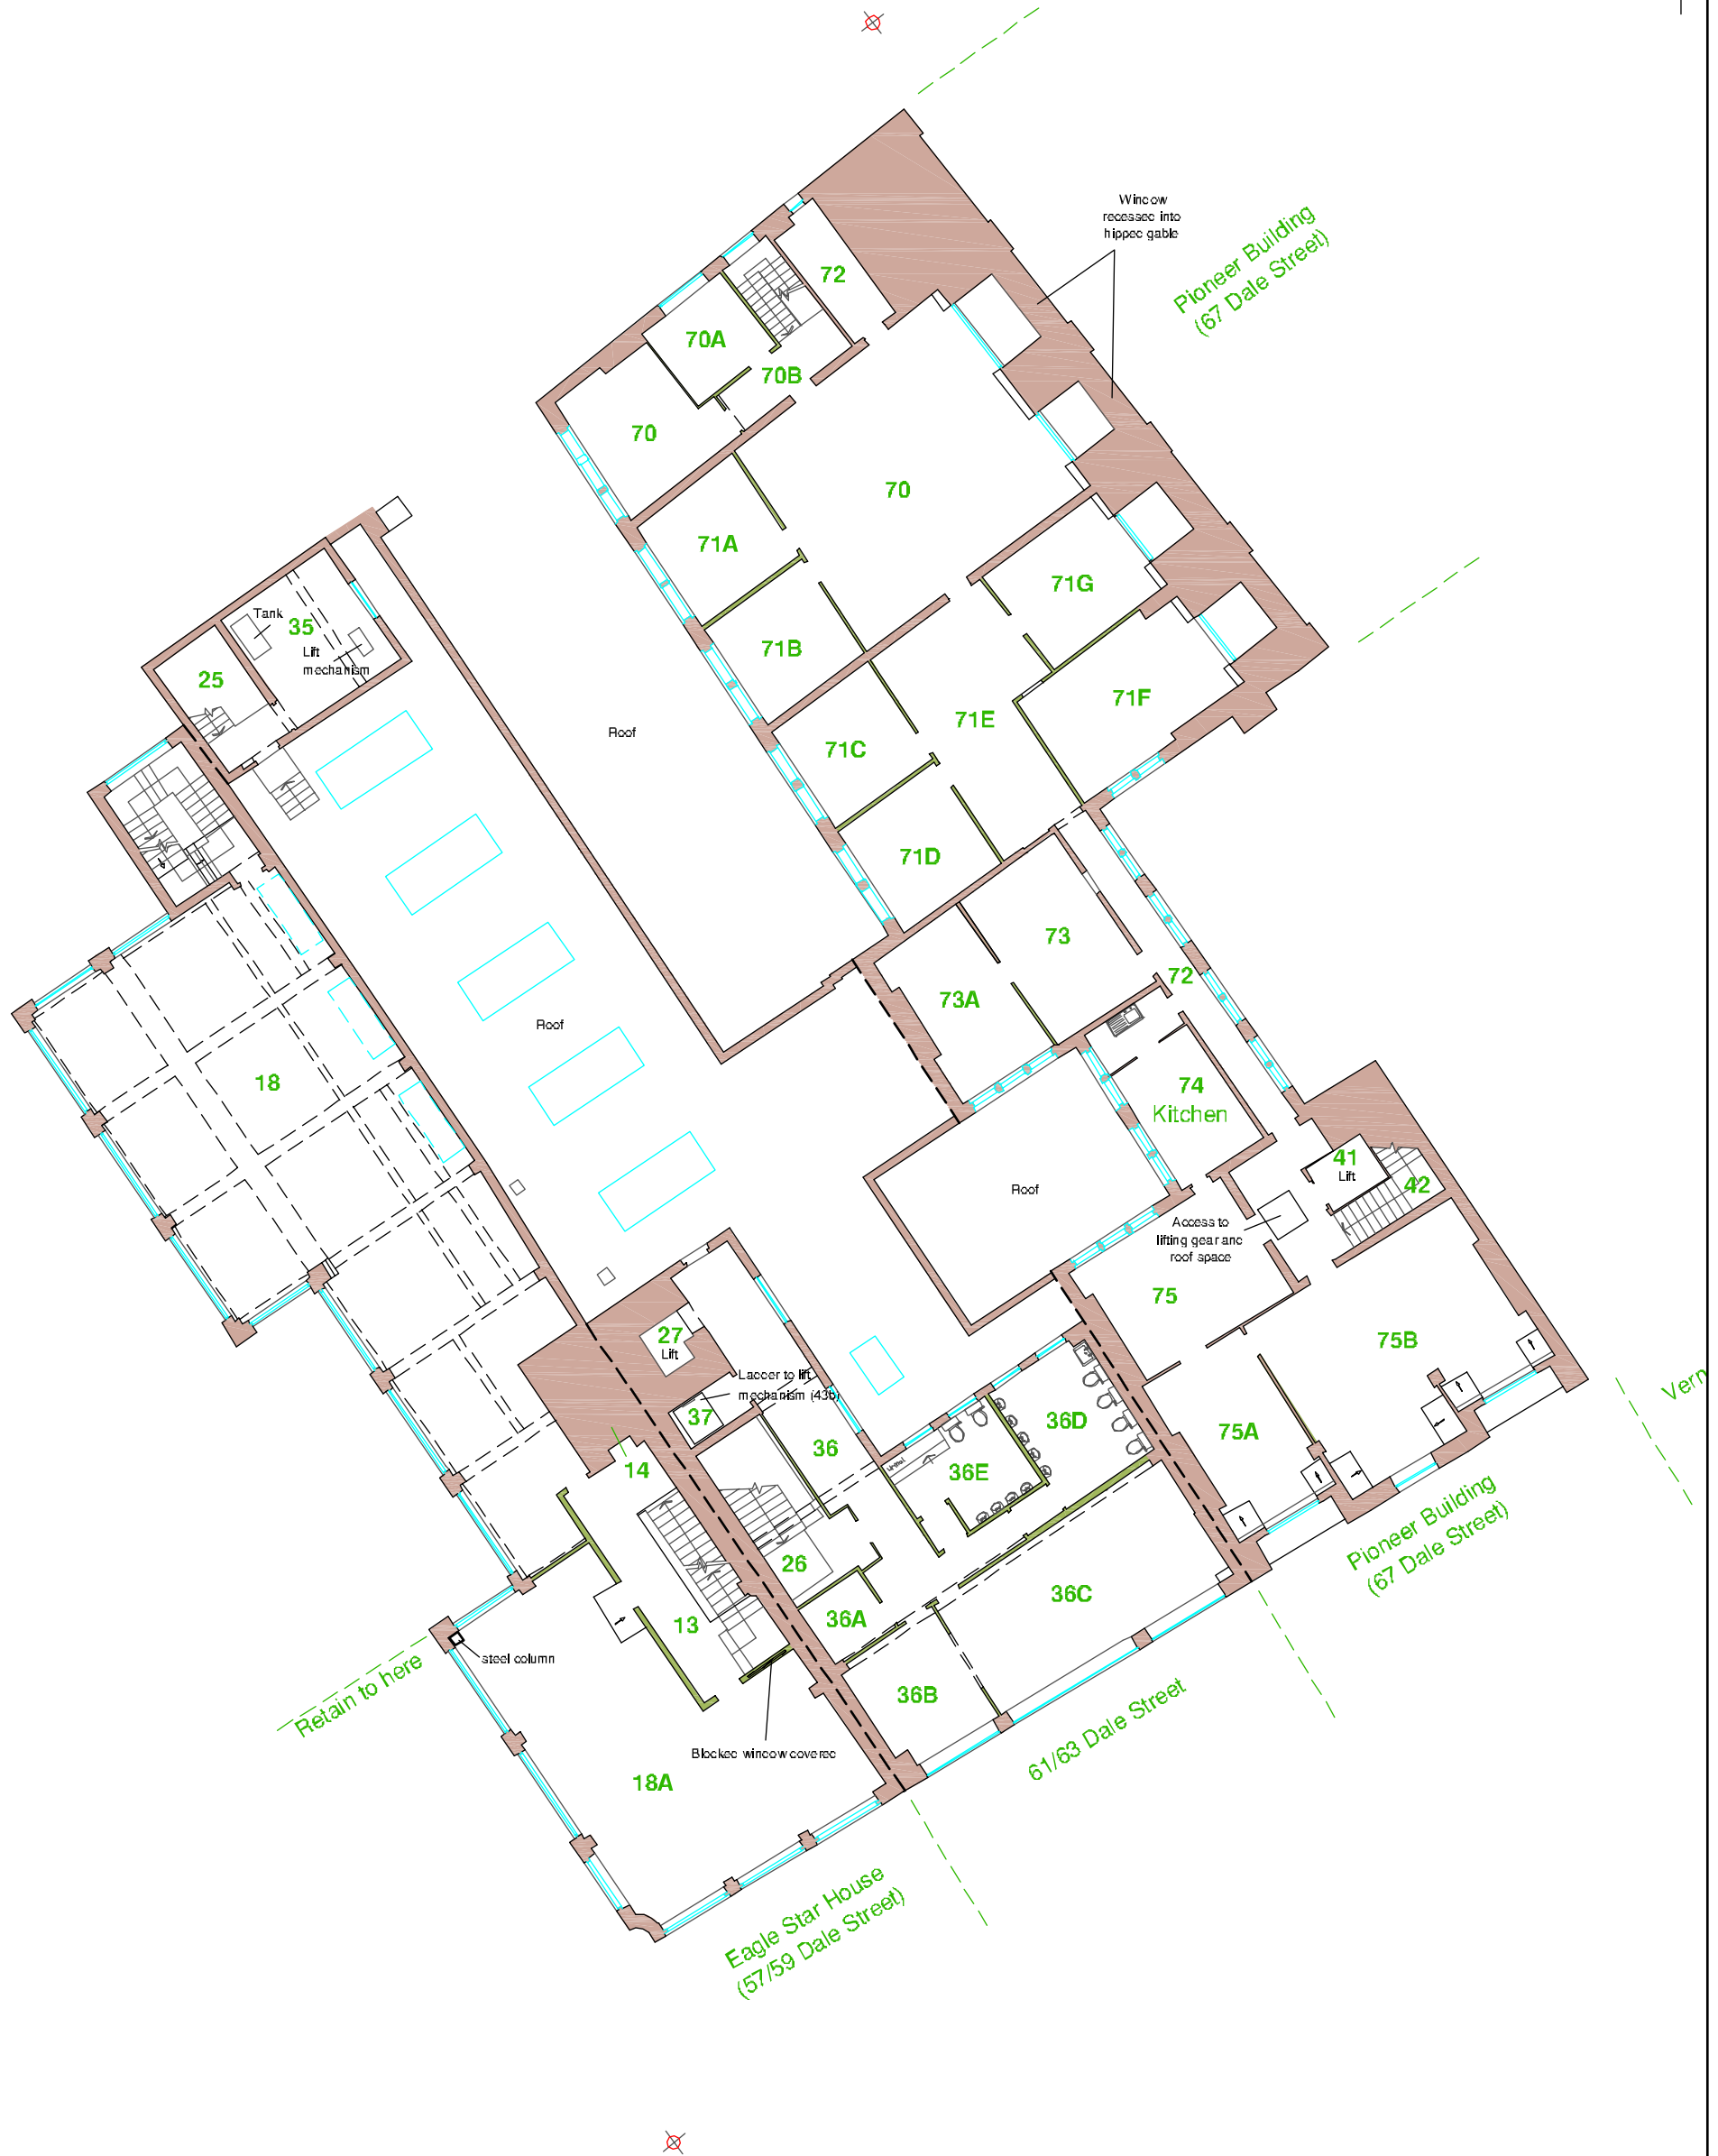 Window
recessed into
hipped gable
Pioneer Building
(67 Dale Street)
72
70A
70B
70
70
71A
71G
Tank
35
Lift
mechanism
71B
25
71F
71E
Roof
71C
71D
73
72
73A
Roof
18
74
Kitchen
41
Lift
42
Roof
Access to
lifting gear and
roof space
75
27
Lift
75B
Ladder to lift
mechanism (43b)
37
36D
75A
36
14
36E
Urinal
26
36C
36A
13
steel column
Retain to here
36B
Blocked window covered
18A
Pioneer Building
(67 Dale Street)
61/63 Dale Street
Eagle Star House
(57/59 Dale Street)
Vern